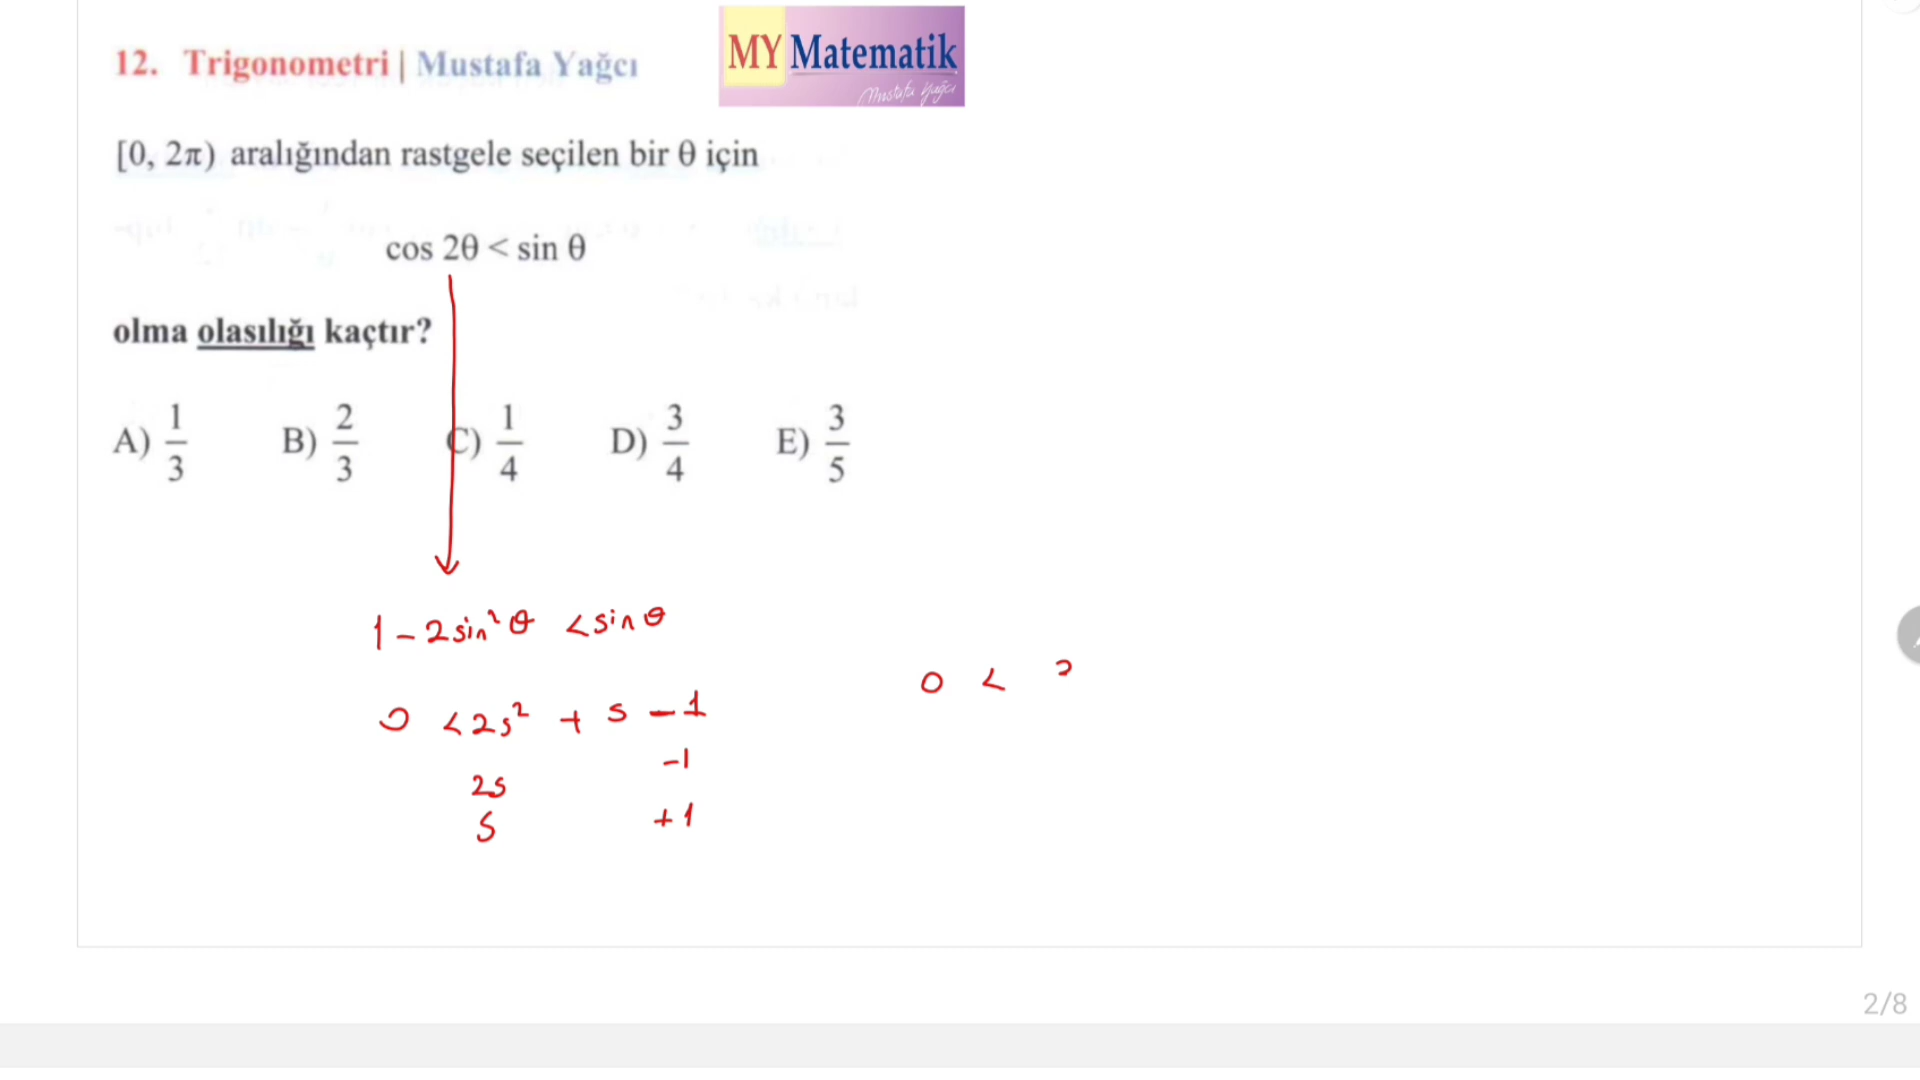 12. Trigonometri | Mustafa Yağcı
MY Matematik
Mustafa Yağcı
[0, 2π) aralığından rastgele seçilen bir θ için
cos 2θ < sin θ
olma olasılığı kaçtır?
A) 1/3 B) 2/3 C) 1/4 D) 3/4 E) 3/5
1 - 2sin²θ < sinθ
0 < 2s² + s - 1
0 <
2s -1
s +1
2/8